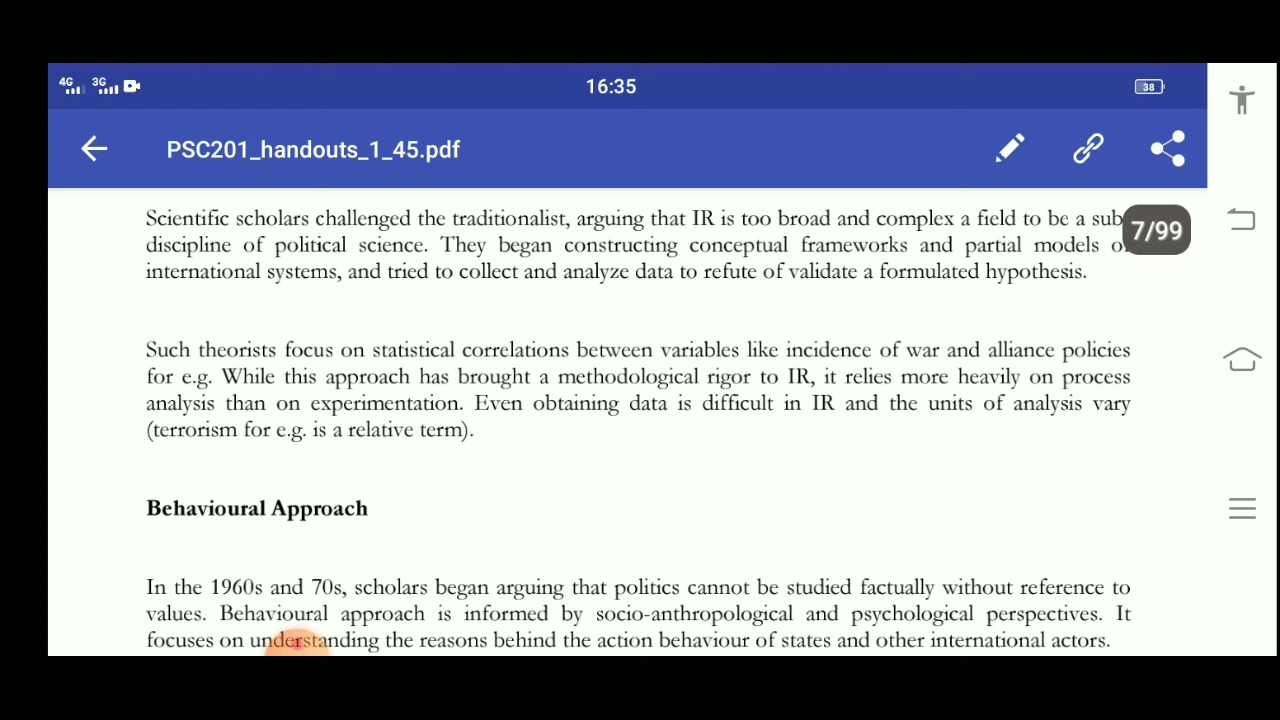 4G 3G 16:35 38
PSC201_handouts_1_45.pdf
Scientific scholars challenged the traditionalist, arguing that IR is too broad and complex a field to be a sub
7/99
discipline of political science. They began constructing conceptual frameworks and partial models o
international systems, and tried to collect and analyze data to refute of validate a formulated hypothesis.
Such theorists focus on statistical correlations between variables like incidence of war and alliance policies
for e.g. While this approach has brought a methodological rigor to IR, it relies more heavily on process
analysis than on experimentation. Even obtaining data is difficult in IR and the units of analysis vary
(terrorism for e.g. is a relative term).
Behavioural Approach
In the 1960s and 70s, scholars began arguing that politics cannot be studied factually without reference to
values. Behavioural approach is informed by socio-anthropological and psychological perspectives. It
focuses on understanding the reasons behind the action behaviour of states and other international actors.